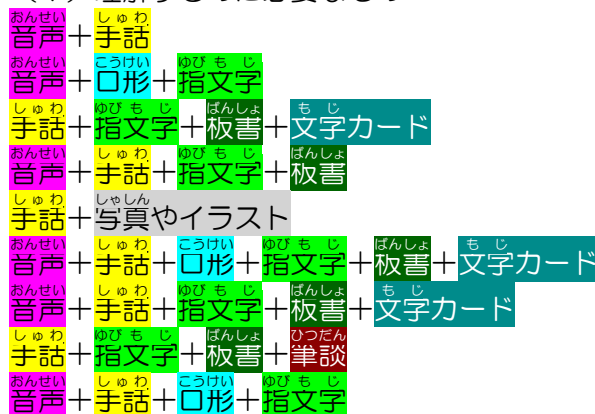 音声＋手話
音声＋口形＋指文字
手話＋指文字＋板書＋文字カード
音声＋手話＋指文字＋板書
手話＋写真やイラスト
音声＋手話＋口形＋指文字＋板書＋文字カード
音声＋手話＋指文字＋板書＋文字カード
手話＋指文字＋板書＋筆談
音声＋手話＋口形＋指文字